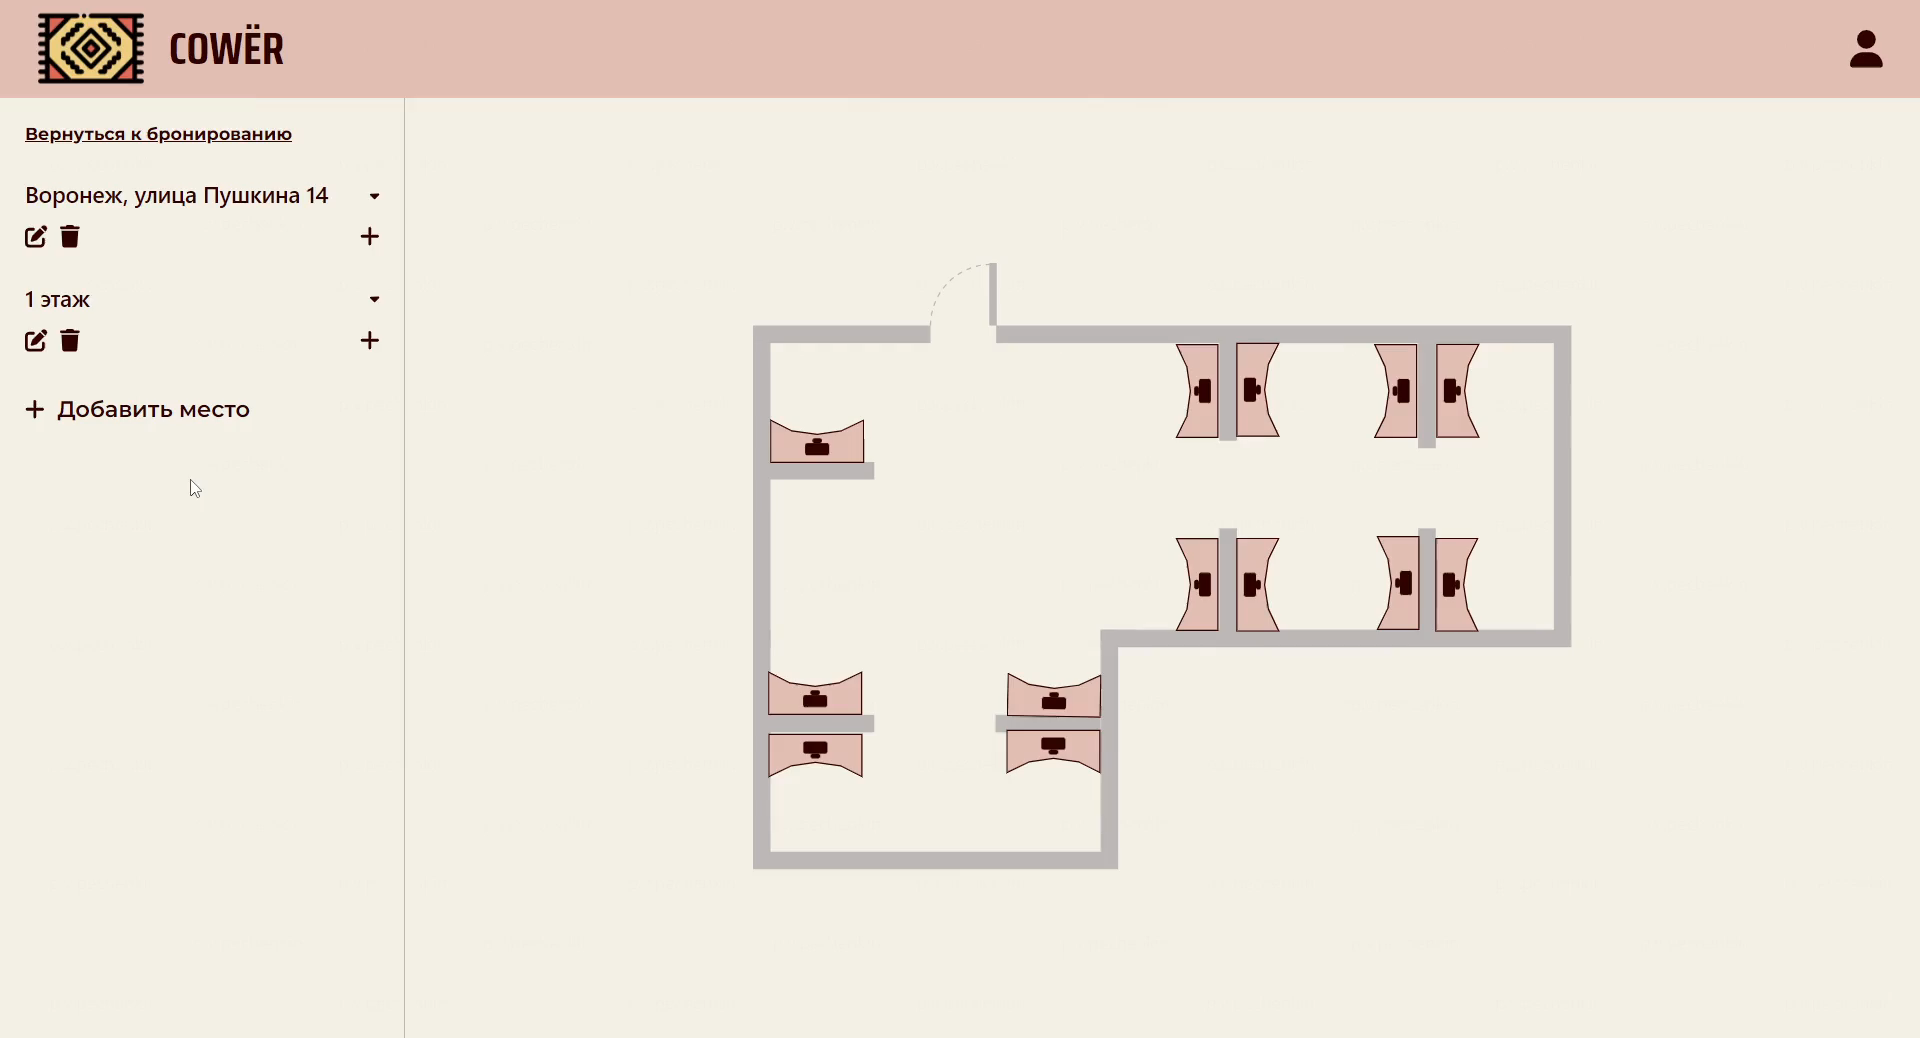 COWËR
Вернуться к бронированию
Воронеж, улица Пушкина 14
1 этаж
Добавить место